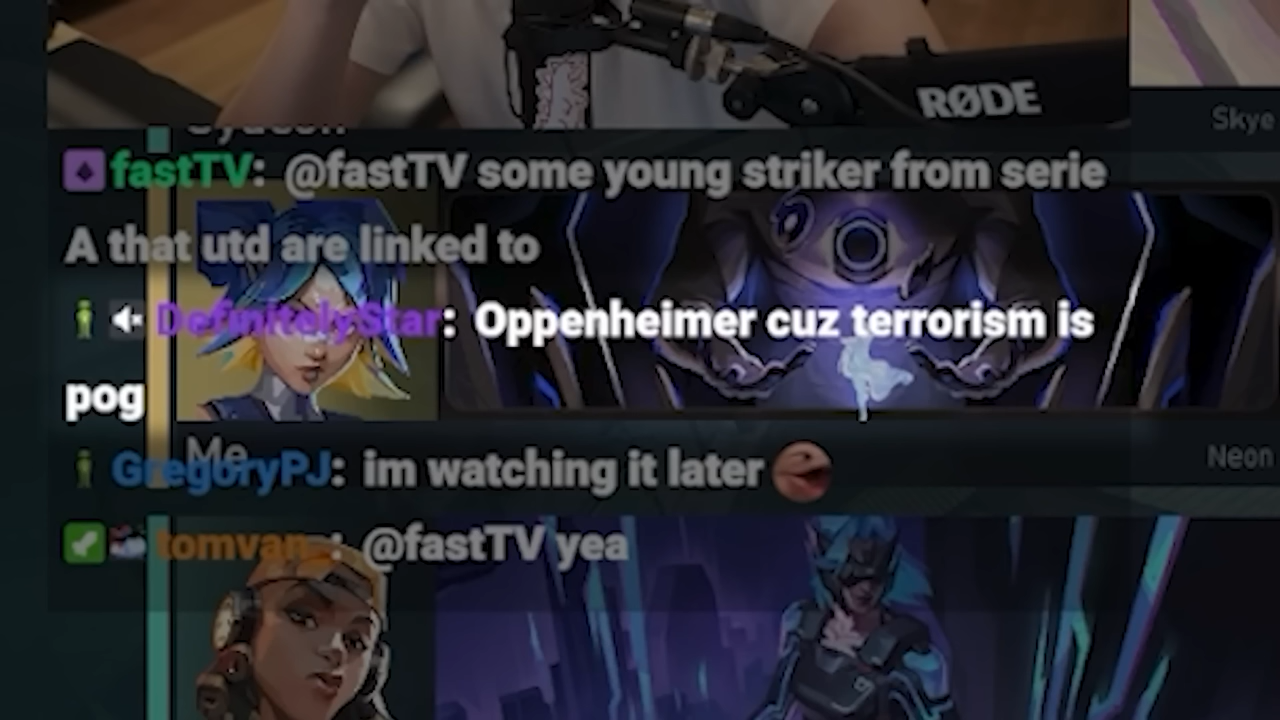 RØDE
Skye
fastTV: @fastTV some young striker from serie
A that utd are linked to
DefinitelyStar: Oppenheimer cuz terrorism is
pog
Me
Neon
GregoryPJ: im watching it later
tomvan_: @fastTV yea